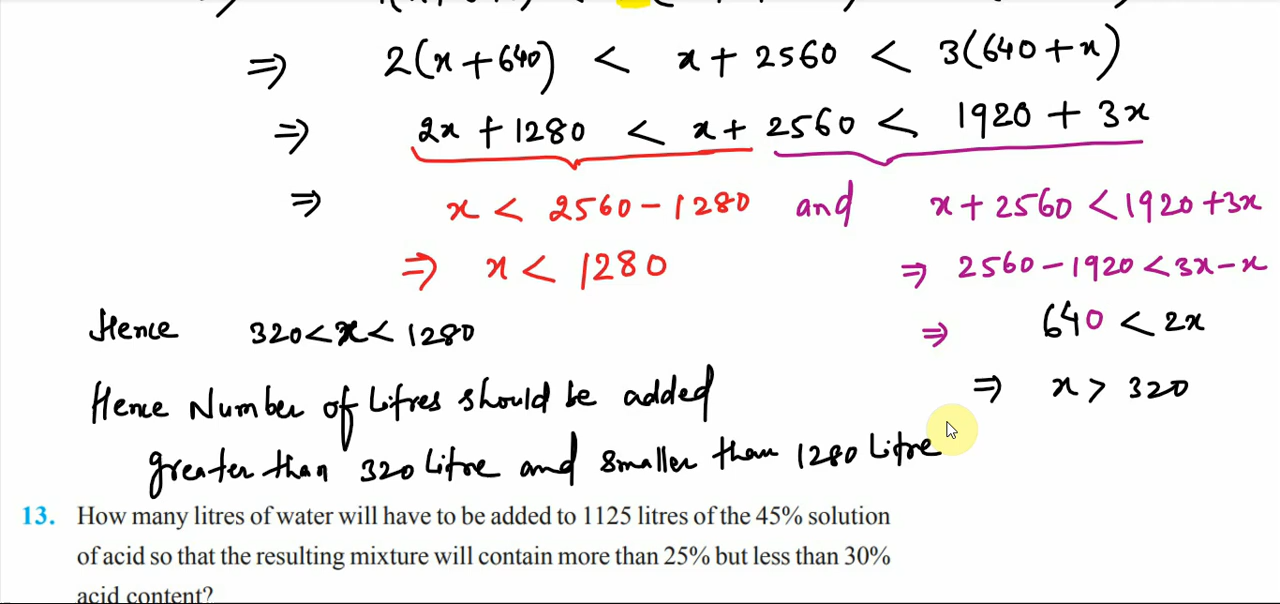 ⇒ 2(x+640) < x + 2560 < 3(640+x)
⇒ 2x + 1280 < x + 2560 < 1920 + 3x
⇒ x < 2560 - 1280 and x + 2560 < 1920 + 3x
⇒ x < 1280 ⇒ 2560 - 1920 < 3x - x
Hence 320 < x < 1280 ⇒ 640 < 2x
Hence Number of Litres should be added ⇒ x > 320
greater than 320 Litre and smaller than 1280 Litre
13. How many litres of water will have to be added to 1125 litres of the 45% solution
of acid so that the resulting mixture will contain more than 25% but less than 30%
acid content?